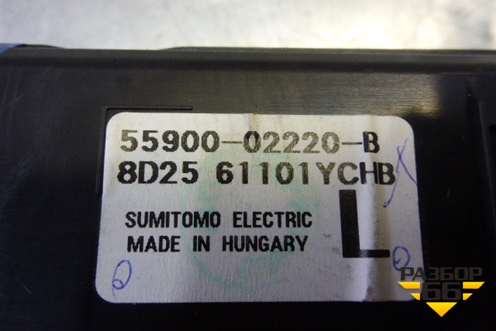 55900-02220-B
8D25 61101YCHB
SUMITOMO ELECTRIC
MADE IN HUNGARY
L
РАЗБОР
66